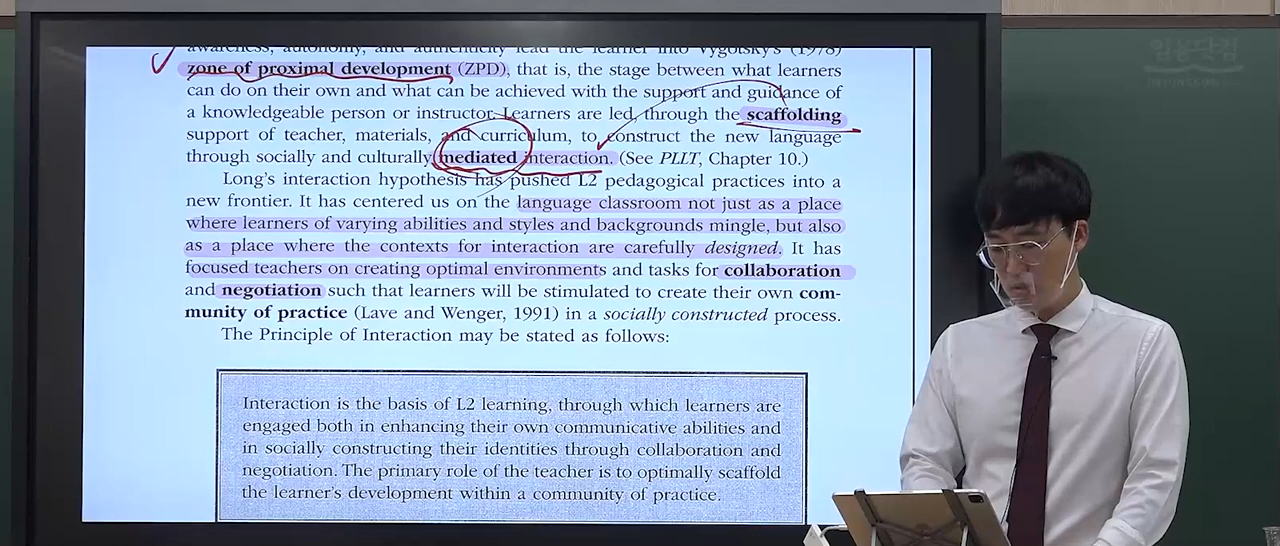 awareness, autonomy, and authenticity lead the learner into Vygotsky's (1978)
zone of proximal development (ZPD), that is, the stage between what learners
can do on their own and what can be achieved with the support and guidance of
a knowledgeable person or instructor. Learners are led, through the scaffolding
support of teacher, materials, and curriculum, to construct the new language
through socially and culturally mediated interaction. (See PLLT, Chapter 10.)
Long's interaction hypothesis has pushed L2 pedagogical practices into a
new frontier. It has centered us on the language classroom not just as a place
where learners of varying abilities and styles and backgrounds mingle, but also
as a place where the contexts for interaction are carefully designed. It has
focused teachers on creating optimal environments and tasks for collaboration
and negotiation such that learners will be stimulated to create their own com-
munity of practice (Lave and Wenger, 1991) in a socially constructed process.
The Principle of Interaction may be stated as follows:
Interaction is the basis of L2 learning, through which learners are
engaged both in enhancing their own communicative abilities and
in socially constructing their identities through collaboration and
negotiation. The primary role of the teacher is to optimally scaffold
the learner's development within a community of practice.